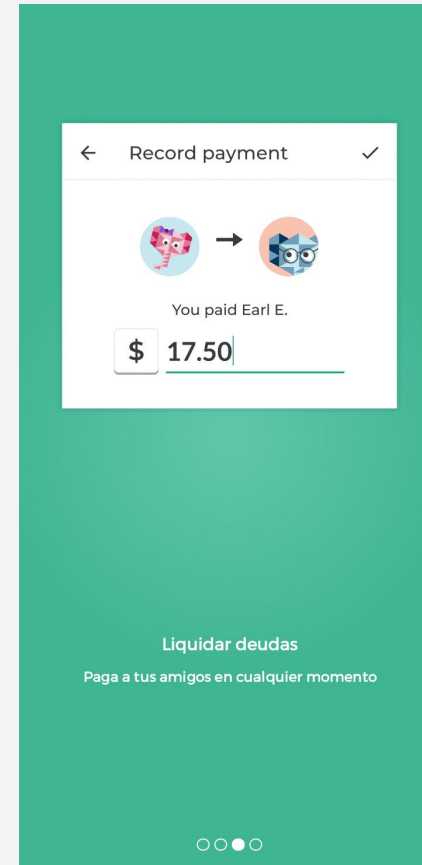 Record payment
You paid Earl E.
$ 17.50
Liquidar deudas
Paga a tus amigos en cualquier momento